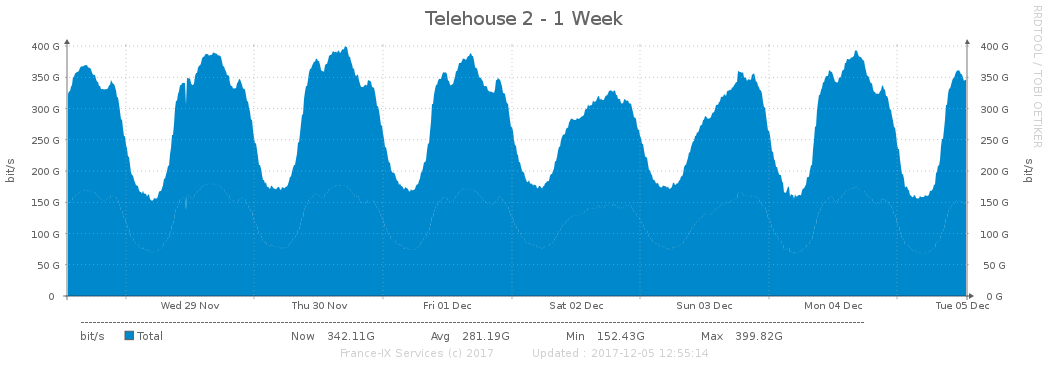 Telehouse 2 - 1 Week
RRDTOOL / TOBI OETIKER
400 G 400 G
350 G 350 G
300 G 300 G
250 G 250 G
200 G 200 G
150 G 150 G
100 G 100 G
50 G 50 G
0 0 G
bit/s bit/s
Wed 29 Nov Thu 30 Nov Fri 01 Dec Sat 02 Dec Sun 03 Dec Mon 04 Dec Tue 05 Dec
bit/s Total Now 342.11G Avg 281.19G Min 152.43G Max 399.82G
France-IX Services (c) 2017 Updated : 2017-12-05 12:55:14